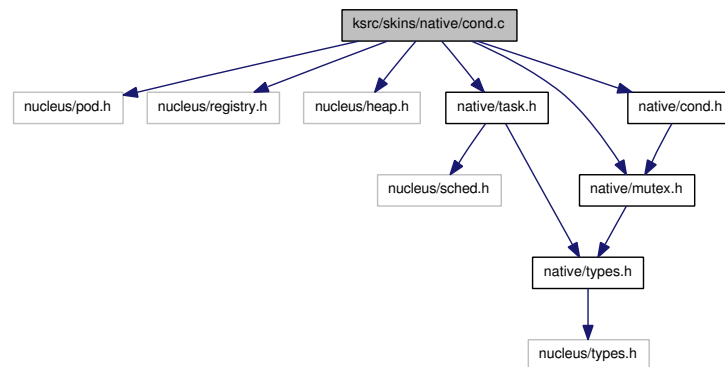 ksrc/skins/native/cond.c
nucleus/pod.h
nucleus/registry.h
nucleus/heap.h
native/task.h
native/cond.h
nucleus/sched.h
native/mutex.h
native/types.h
nucleus/types.h